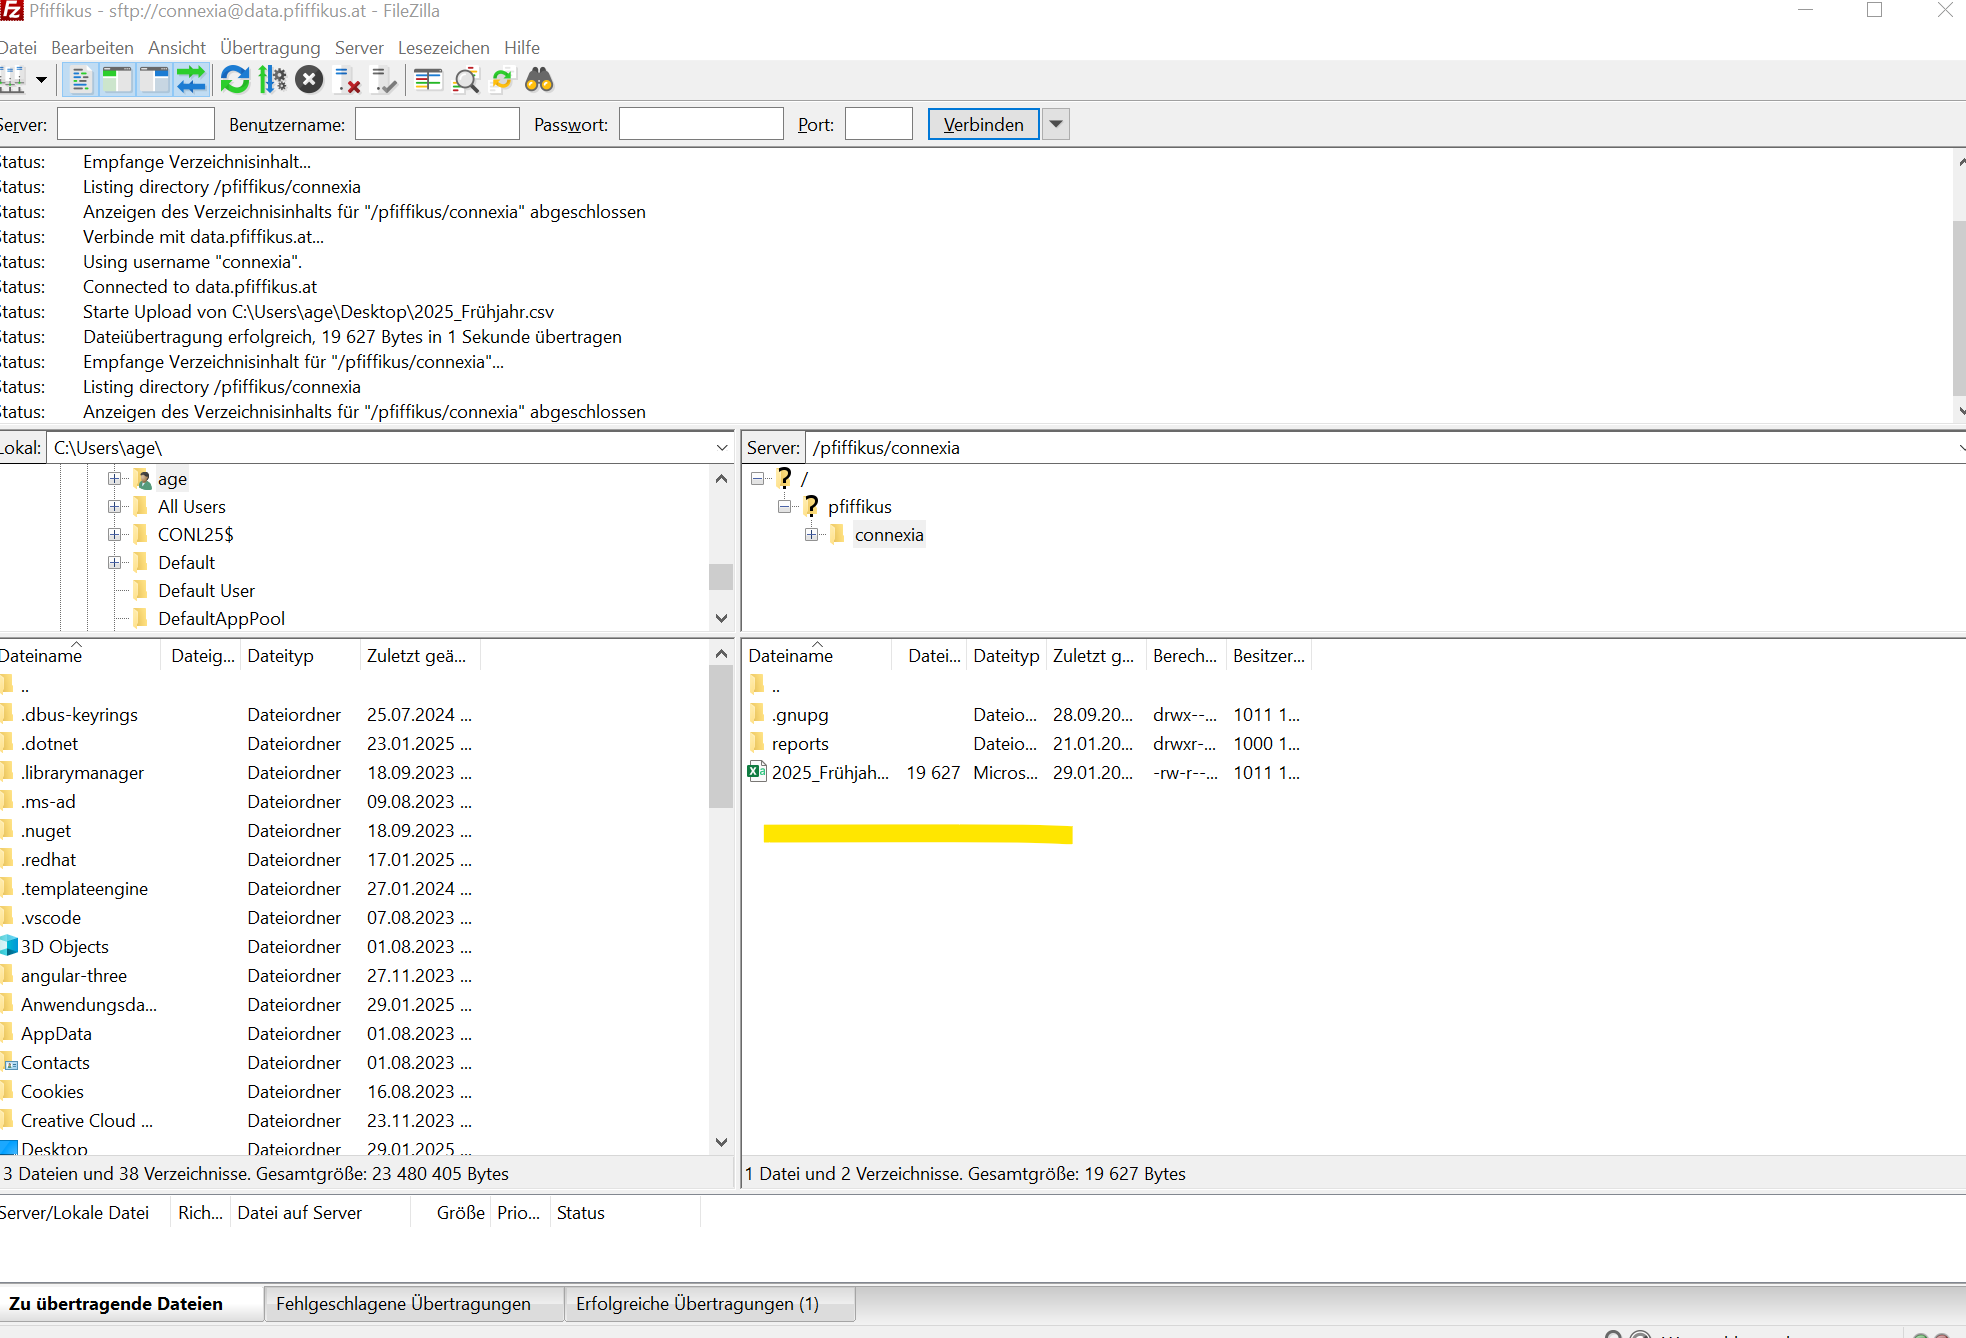 Pfiffikus - sftp://connexia@data.pfiffikus.at - FileZilla
Datei Bearbeiten Ansicht Übertragung Server Lesezeichen Hilfe
Server: Benutzername: Passwort: Port: Verbinden
Status: Empfange Verzeichnisinhalt...
Status: Listing directory /pfiffikus/connexia
Status: Anzeigen des Verzeichnisinhalts für "/pfiffikus/connexia" abgeschlossen
Status: Verbinde mit data.pfiffikus.at...
Status: Using username "connexia".
Status: Connected to data.pfiffikus.at
Status: Starte Upload von C:\Users\age\Desktop\2025_Frühjahr.csv
Status: Dateiübertragung erfolgreich, 19 627 Bytes in 1 Sekunde übertragen
Status: Empfange Verzeichnisinhalt für "/pfiffikus/connexia"...
Status: Listing directory /pfiffikus/connexia
Status: Anzeigen des Verzeichnisinhalts für "/pfiffikus/connexia" abgeschlossen
Lokal: C:\Users\age\
age
All Users
CONL25$
Default
Default User
DefaultAppPool
Dateiname Dateig... Dateityp Zuletzt geä...
..
.dbus-keyrings Dateiordner 25.07.2024 ...
.dotnet Dateiordner 23.01.2025 ...
.librarymanager Dateiordner 18.09.2023 ...
.ms-ad Dateiordner 09.08.2023 ...
.nuget Dateiordner 18.09.2023 ...
.redhat Dateiordner 17.01.2025 ...
.templateengine Dateiordner 27.01.2024 ...
.vscode Dateiordner 07.08.2023 ...
3D Objects Dateiordner 01.08.2023 ...
angular-three Dateiordner 27.11.2023 ...
Anwendungsda... Dateiordner 29.01.2025 ...
AppData Dateiordner 01.08.2023 ...
Contacts Dateiordner 01.08.2023 ...
Cookies Dateiordner 16.08.2023 ...
Creative Cloud ... Dateiordner 23.11.2023 ...
Desktop Dateiordner 29.01.2025 ...
3 Dateien und 38 Verzeichnisse. Gesamtgröße: 23 480 405 Bytes
Server: /pfiffikus/connexia
/
pfiffikus
connexia
Dateiname Datei... Dateityp Zuletzt g... Berech... Besitzer...
..
.gnupg Dateio... 28.09.20... drwx--... 1011 1...
reports Dateio... 21.01.20... drwxr-... 1000 1...
2025_Frühjah... 19 627 Micros... 29.01.20... -rw-r--... 1011 1...
1 Datei und 2 Verzeichnisse. Gesamtgröße: 19 627 Bytes
Server/Lokale Datei Rich... Datei auf Server Größe Prio... Status
Zu übertragende Dateien Fehlgeschlagene Übertragungen Erfolgreiche Übertragungen (1)